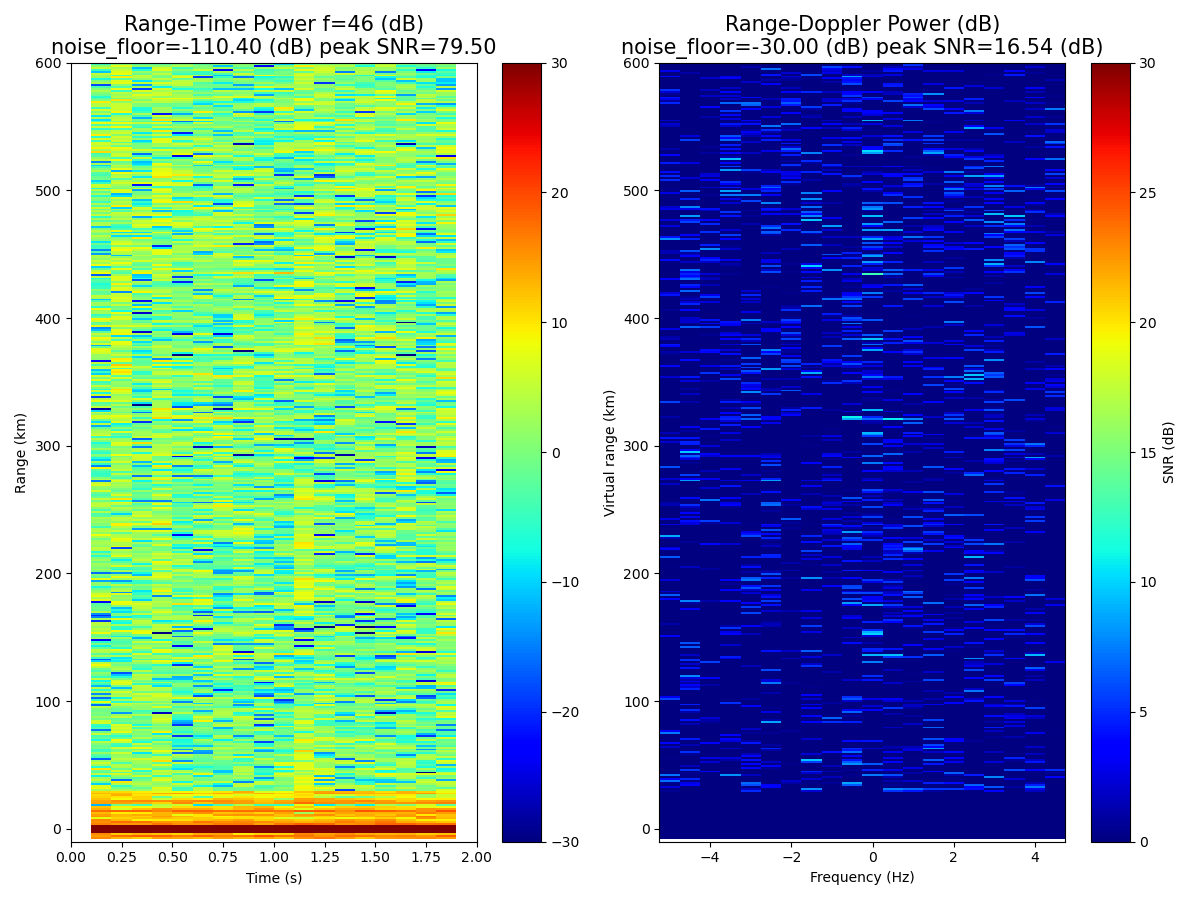 Range-Time Power f=46 (dB)
noise_floor=-110.40 (dB) peak SNR=79.50
Range (km)
600
500
400
300
200
100
0
0.00 0.25 0.50 0.75 1.00 1.25 1.50 1.75 2.00
Time (s)
30
20
10
0
−10
−20
−30
Range-Doppler Power (dB)
noise_floor=-30.00 (dB) peak SNR=16.54 (dB)
Virtual range (km)
600
500
400
300
200
100
0
−4 −2 0 2 4
Frequency (Hz)
30
25
20
15
10
5
0
SNR (dB)